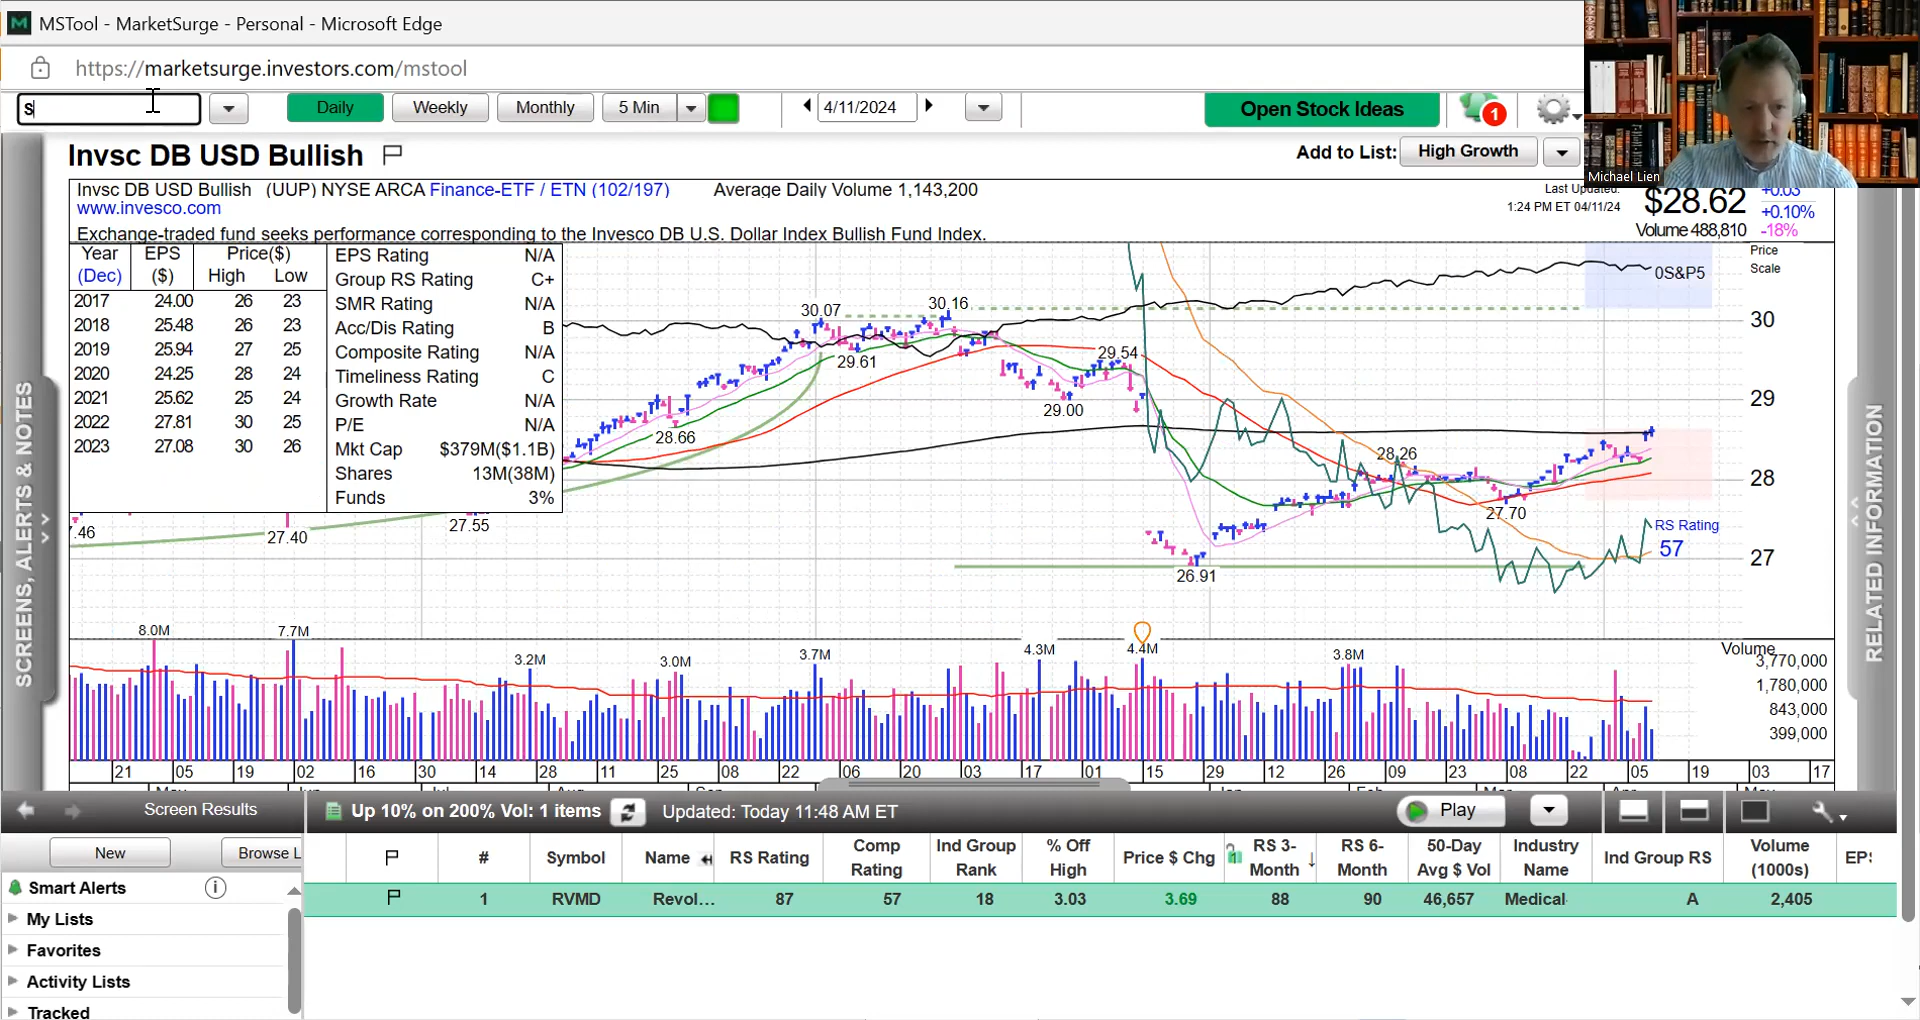 MSTool - MarketSurge - Personal - Microsoft Edge
https://marketsurge.investors.com/mstool
S
Daily
Weekly
Monthly
5 Min
4/11/2024
Open Stock Ideas
1
Invsc DB USD Bullish
Add to List:
High Growth
Michael Lien
Invsc DB USD Bullish (UUP) NYSE ARCA Finance-ETF / ETN (102/197) Average Daily Volume 1,143,200
www.invesco.com
Exchange-traded fund seeks performance corresponding to the Invesco DB U.S. Dollar Index Bullish Fund Index.
Last Updated:
1:24 PM ET 04/11/24
$28.62
+0.03
+0.10%
Volume 488,810 -18%
Year EPS Price($)
(Dec) ($) High Low
2017 24.00 26 23
2018 25.48 26 23
2019 25.94 27 25
2020 24.25 28 24
2021 25.62 25 24
2022 27.81 30 25
2023 27.08 30 26
EPS Rating N/A
Group RS Rating C+
SMR Rating N/A
Acc/Dis Rating B
Composite Rating N/A
Timeliness Rating C
Growth Rate N/A
P/E N/A
Mkt Cap $379M($1.1B)
Shares 13M(38M)
Funds 3%
Price
Scale
0S&P5
30.07
30.16
30
29.61
29.54
29
29.00
28.66
28.26
28
27.70
.46
27.40
27.55
RS Rating
57
27
26.91
8.0M
7.7M
3.2M
3.0M
3.7M
4.3M
4.4M
3.8M
Volume
3,770,000
1,780,000
843,000
399,000
21 05 19 02 16 30 14 28 11 25 08 22 06 20 03 17 01 15 29 12 26 09 23 08 22 05 19 03 17
SCREENS, ALERTS & NOTES
RELATED INFORMATION
Screen Results
Up 10% on 200% Vol: 1 items
Updated: Today 11:48 AM ET
Play
New
Browse L
# Symbol Name RS Rating Comp Rating Ind Group Rank % Off High Price $ Chg RS 3-Month RS 6-Month 50-Day Avg $ Vol Industry Name Ind Group RS Volume (1000s) EP
1 RVMD Revol... 87 57 18 3.03 3.69 88 90 46,657 Medical A 2,405
Smart Alerts
My Lists
Favorites
Activity Lists
Tracked